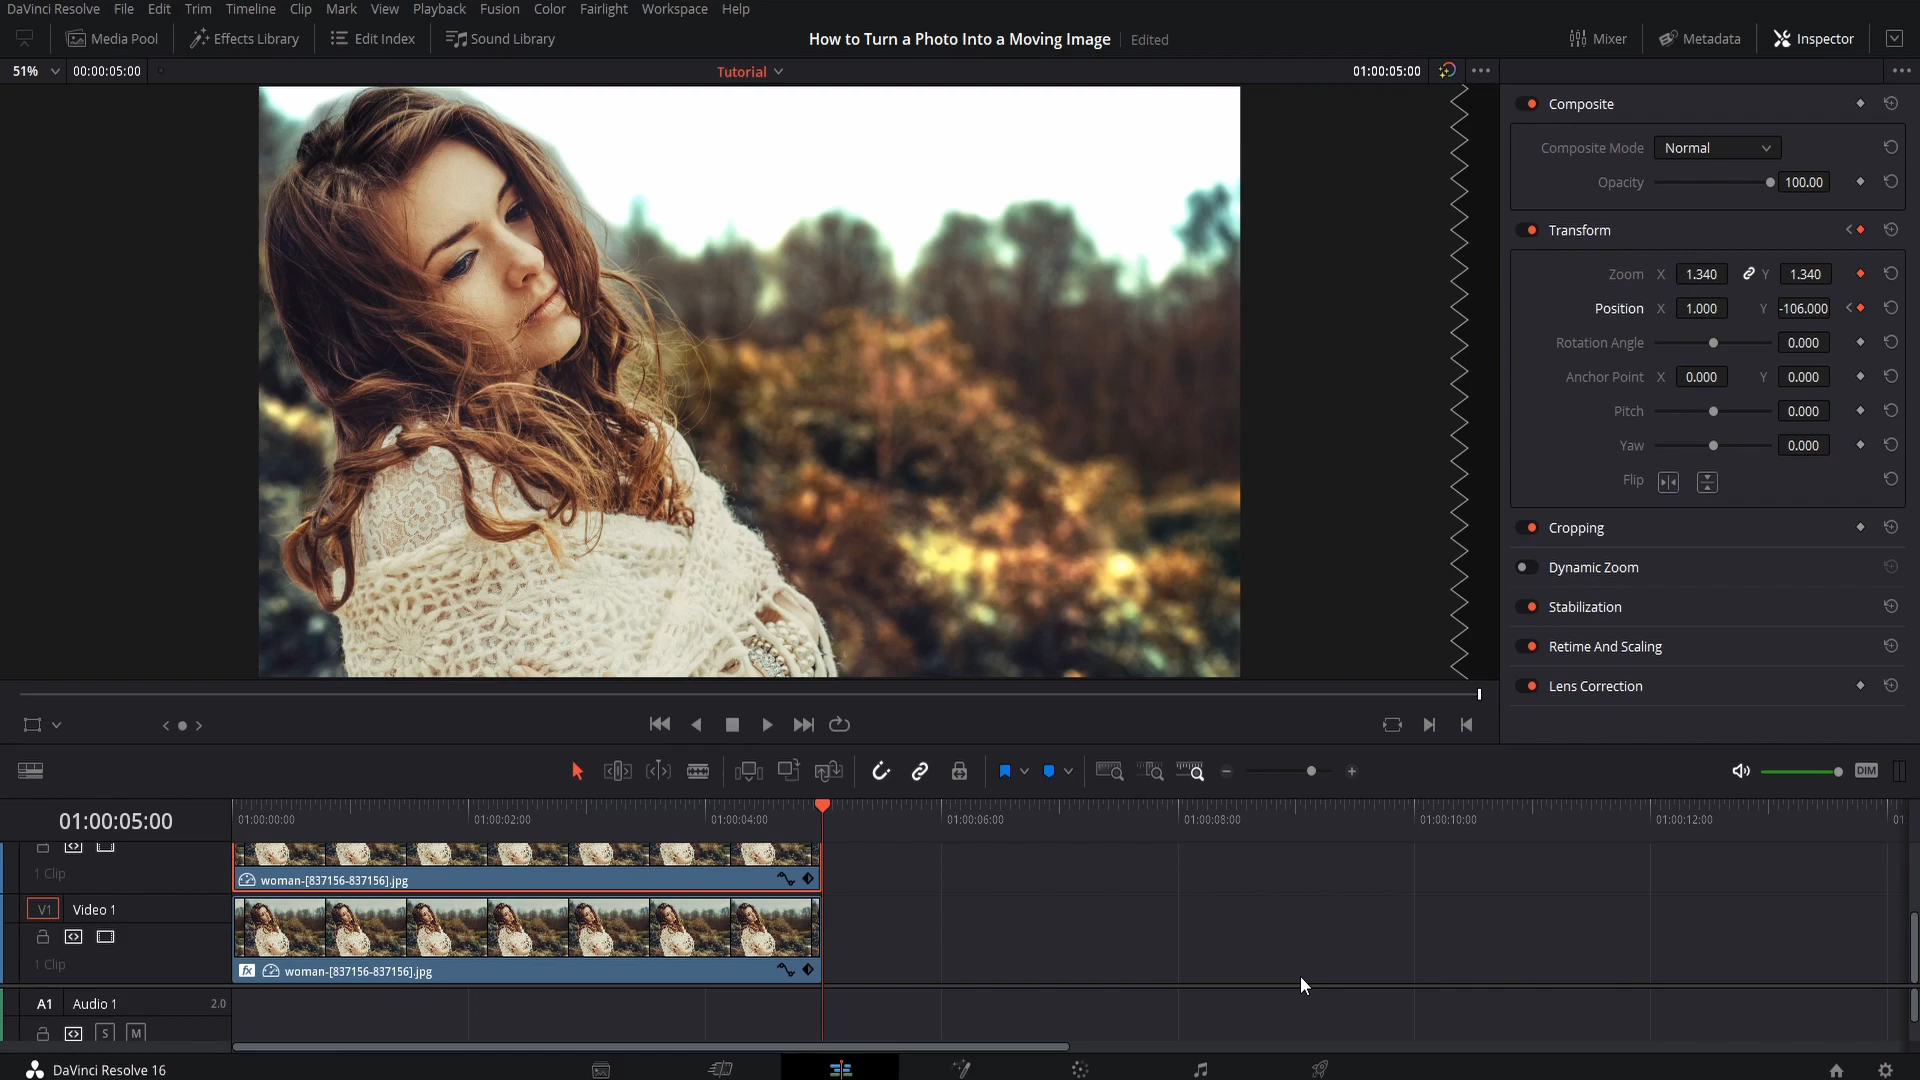 DaVinci Resolve File Edit Trim Timeline Clip Mark View Playback Fusion Color Fairlight Workspace Help
Media Pool Effects Library Edit Index Sound Library How to Turn a Photo Into a Moving Image Edited Mixer Metadata Inspector
51% 00:00:05:00 Tutorial 01:00:05:00
Composite
Composite Mode Normal
Opacity 100.00
Transform
Zoom X 1.340 Y 1.340
Position X 1.000 Y -106.000
Rotation Angle 0.000
Anchor Point X 0.000 Y 0.000
Pitch 0.000
Yaw 0.000
Flip
Cropping
Dynamic Zoom
Stabilization
Retime And Scaling
Lens Correction
DIM
01:00:05:00 01:00:00:00 01:00:02:00 01:00:04:00 01:00:06:00 01:00:08:00 01:00:10:00 01:00:12:00 01
1 Clip woman-[837156-837156].jpg
V1 Video 1
1 Clip fx woman-[837156-837156].jpg
A1 Audio 1 2.0
S M
DaVinci Resolve 16